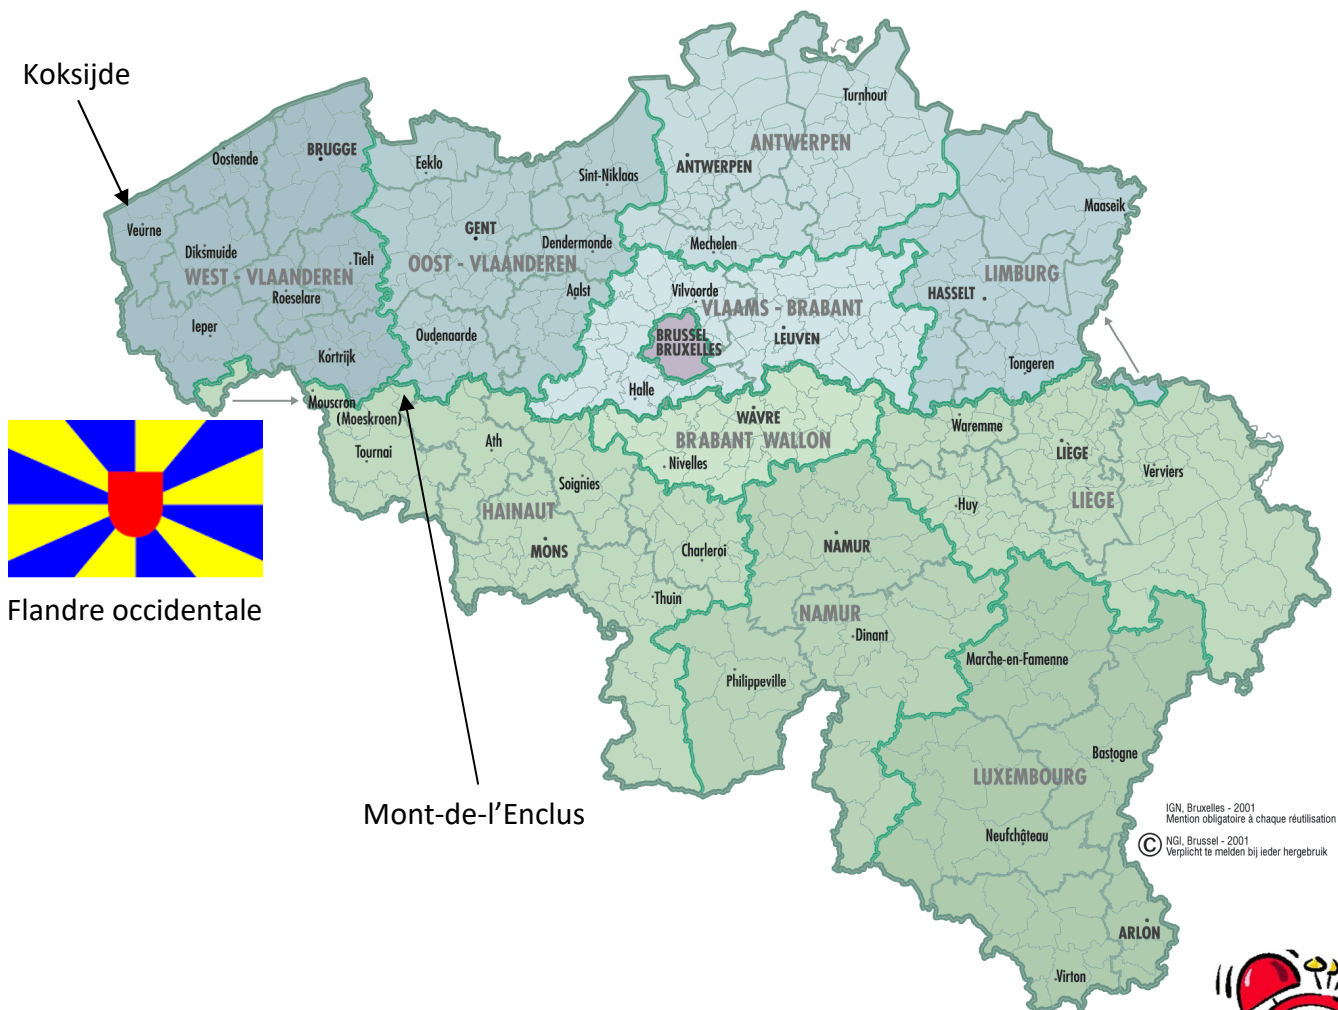 Koksijde
Turnhout
ANTWERPEN
BRUGGE
Oostende
Eeklo
ANTWERPEN
Sint-Niklaas
Maaseik
Veurne
GENT
Dendermonde
Mechelen
Diksmuide
Tielt
WEST - VLAANDEREN
OOST - VLAANDEREN
LIMBURG
Roeselare
Aalst
Vilvoorde
HASSELT
VLAAMS - BRABANT
Ieper
Oudenaarde
BRUSSEL
BRUXELLES
LEUVEN
Kortrijk
Tongeren
Halle
Mouscron
(Moeskroen)
WAVRE
Waremme
BRABANT WALLON
Ath
Tournai
LIÈGE
Nivelles
Verviers
Soignies
Huy
LIÈGE
HAINAUT
MONS
Charleroi
NAMUR
Flandre occidentale
Thuin
NAMUR
Dinant
Marche-en-Famenne
Philippeville
Bastogne
LUXEMBOURG
Mont-de-l’Enclus
IGN, Bruxelles - 2001
Mention obligatoire à chaque réutilisation
Neufchâteau
© NGI, Brussel - 2001
Verplicht te melden bij ieder hergebruik
ARLON
Virton